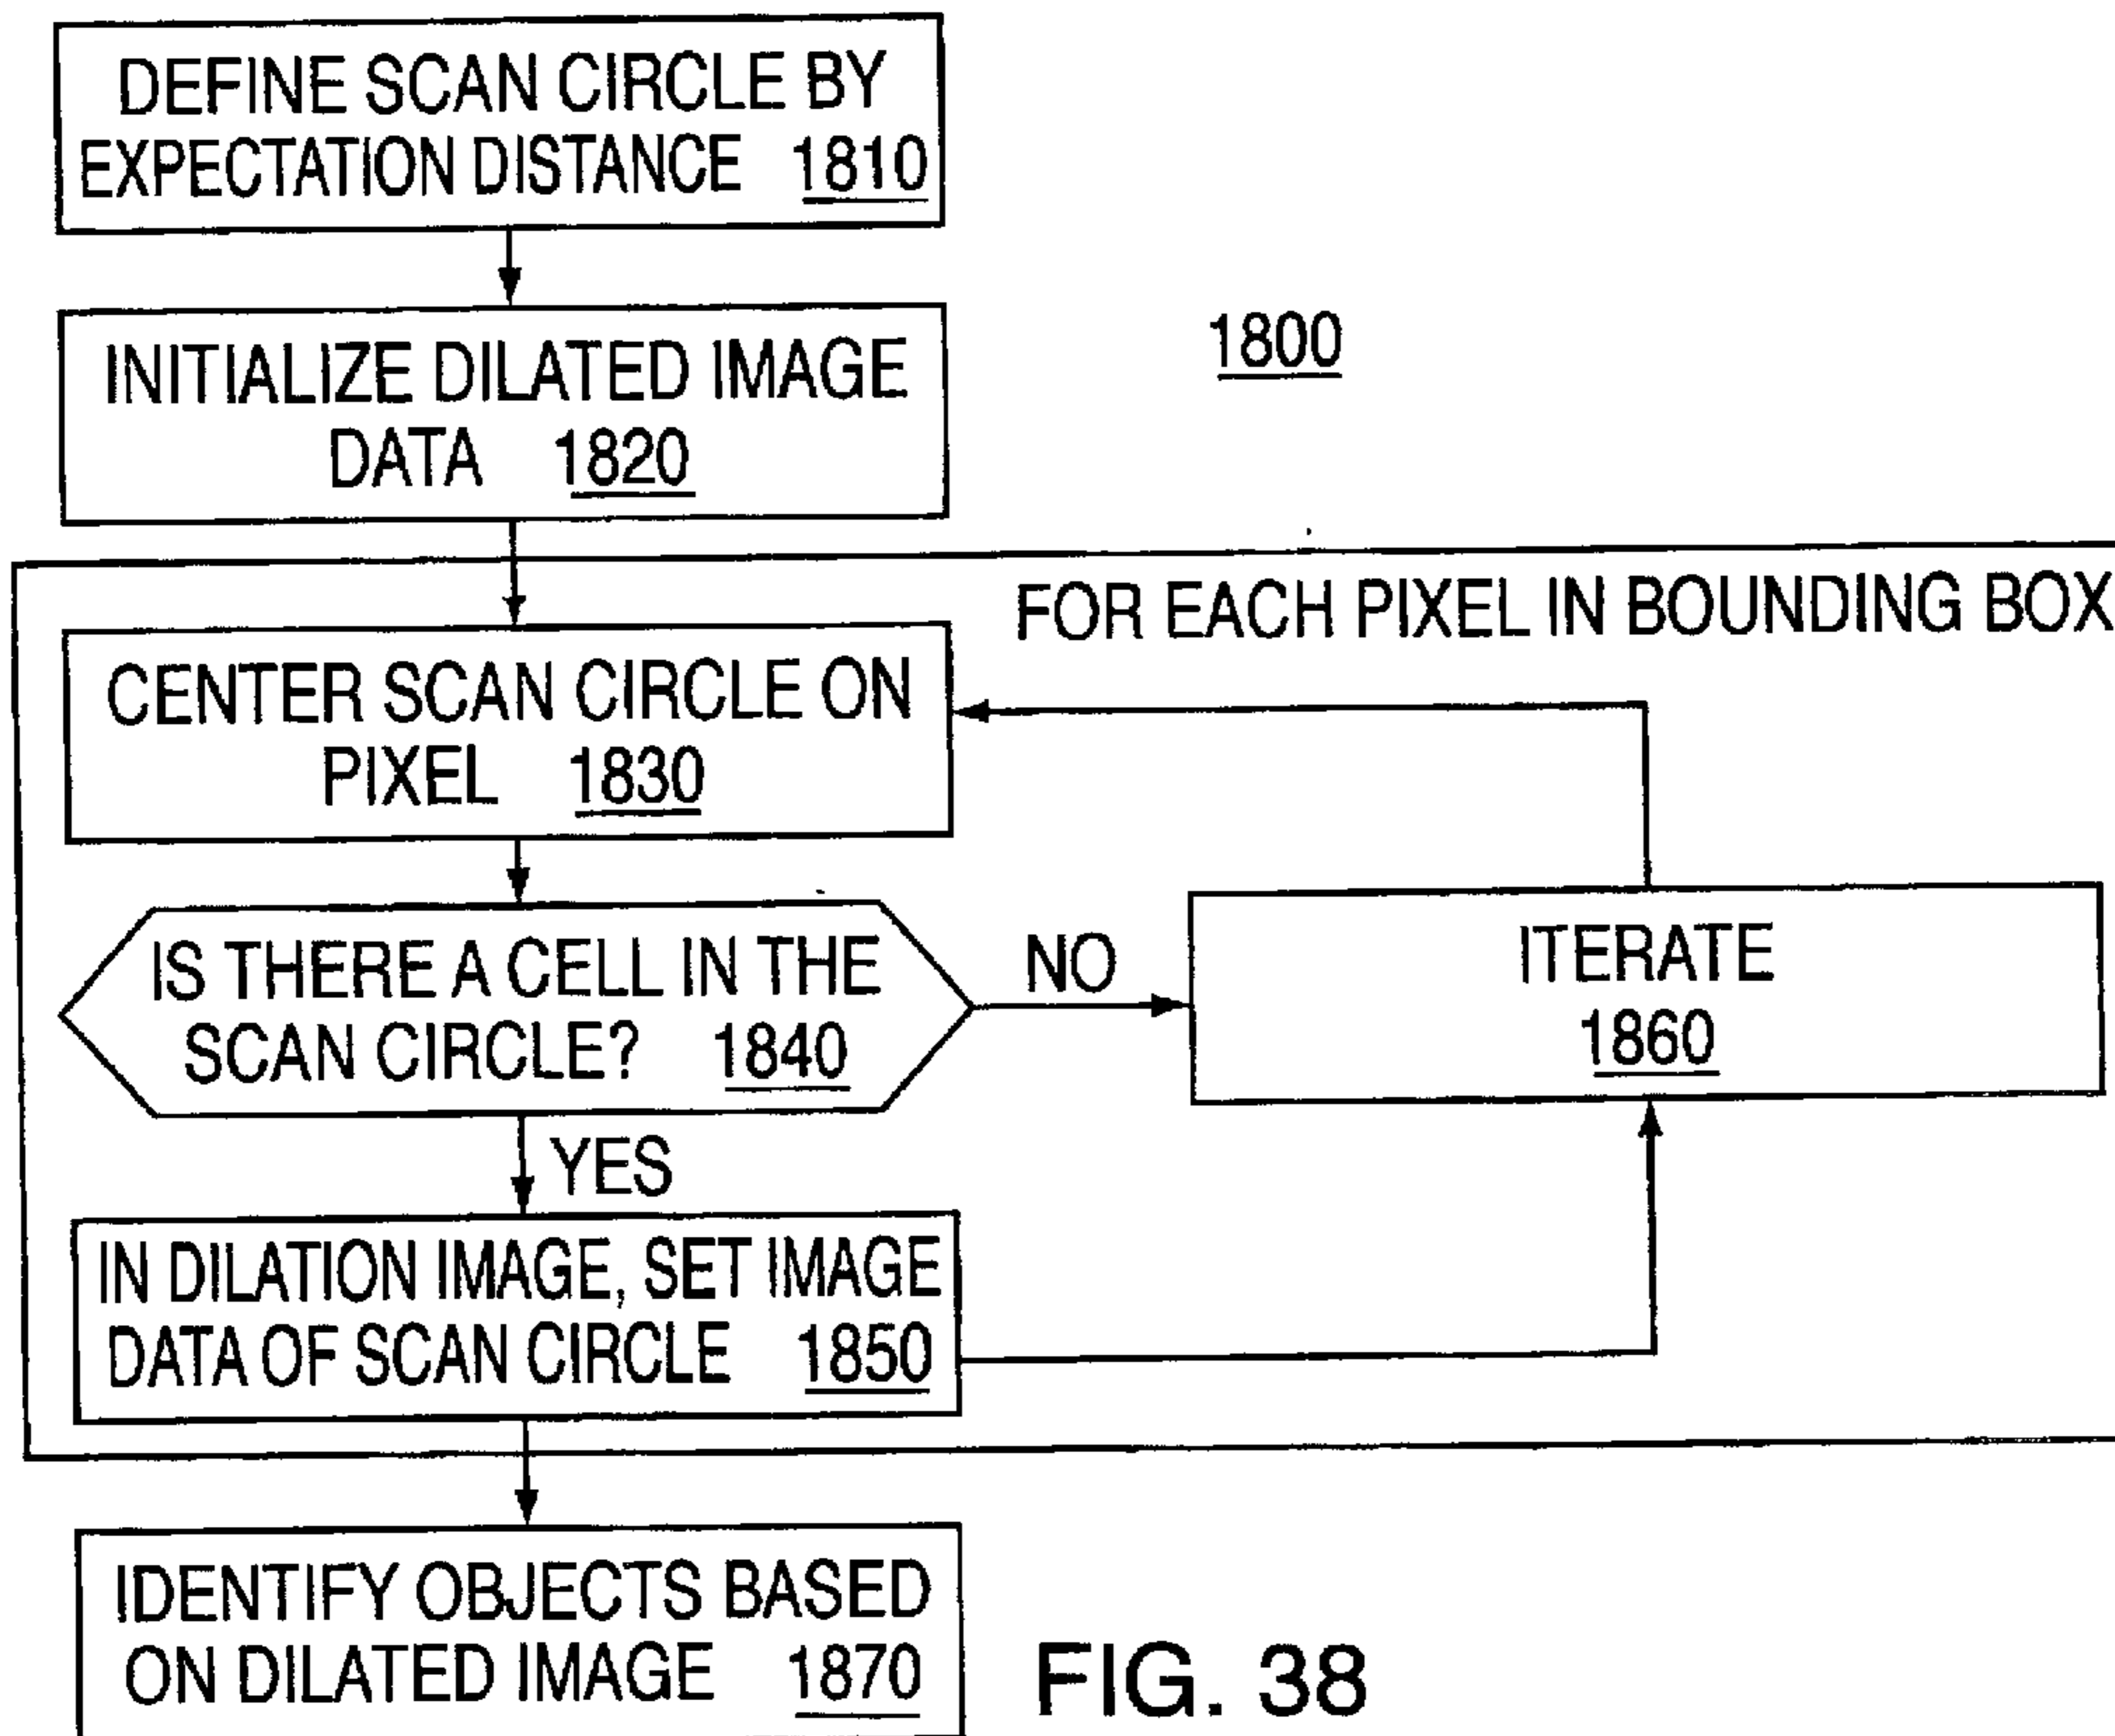 DEFINE SCAN CIRCLE BY
EXPECTATION DISTANCE 1810
INITIALIZE DILATED IMAGE
DATA 1820
1800
FOR EACH PIXEL IN BOUNDING BOX
CENTER SCAN CIRCLE ON
PIXEL 1830
IS THERE A CELL IN THE
SCAN CIRCLE? 1840
NO
ITERATE
1860
YES
IN DILATION IMAGE, SET IMAGE
DATA OF SCAN CIRCLE 1850
IDENTIFY OBJECTS BASED
ON DILATED IMAGE 1870
FIG. 38